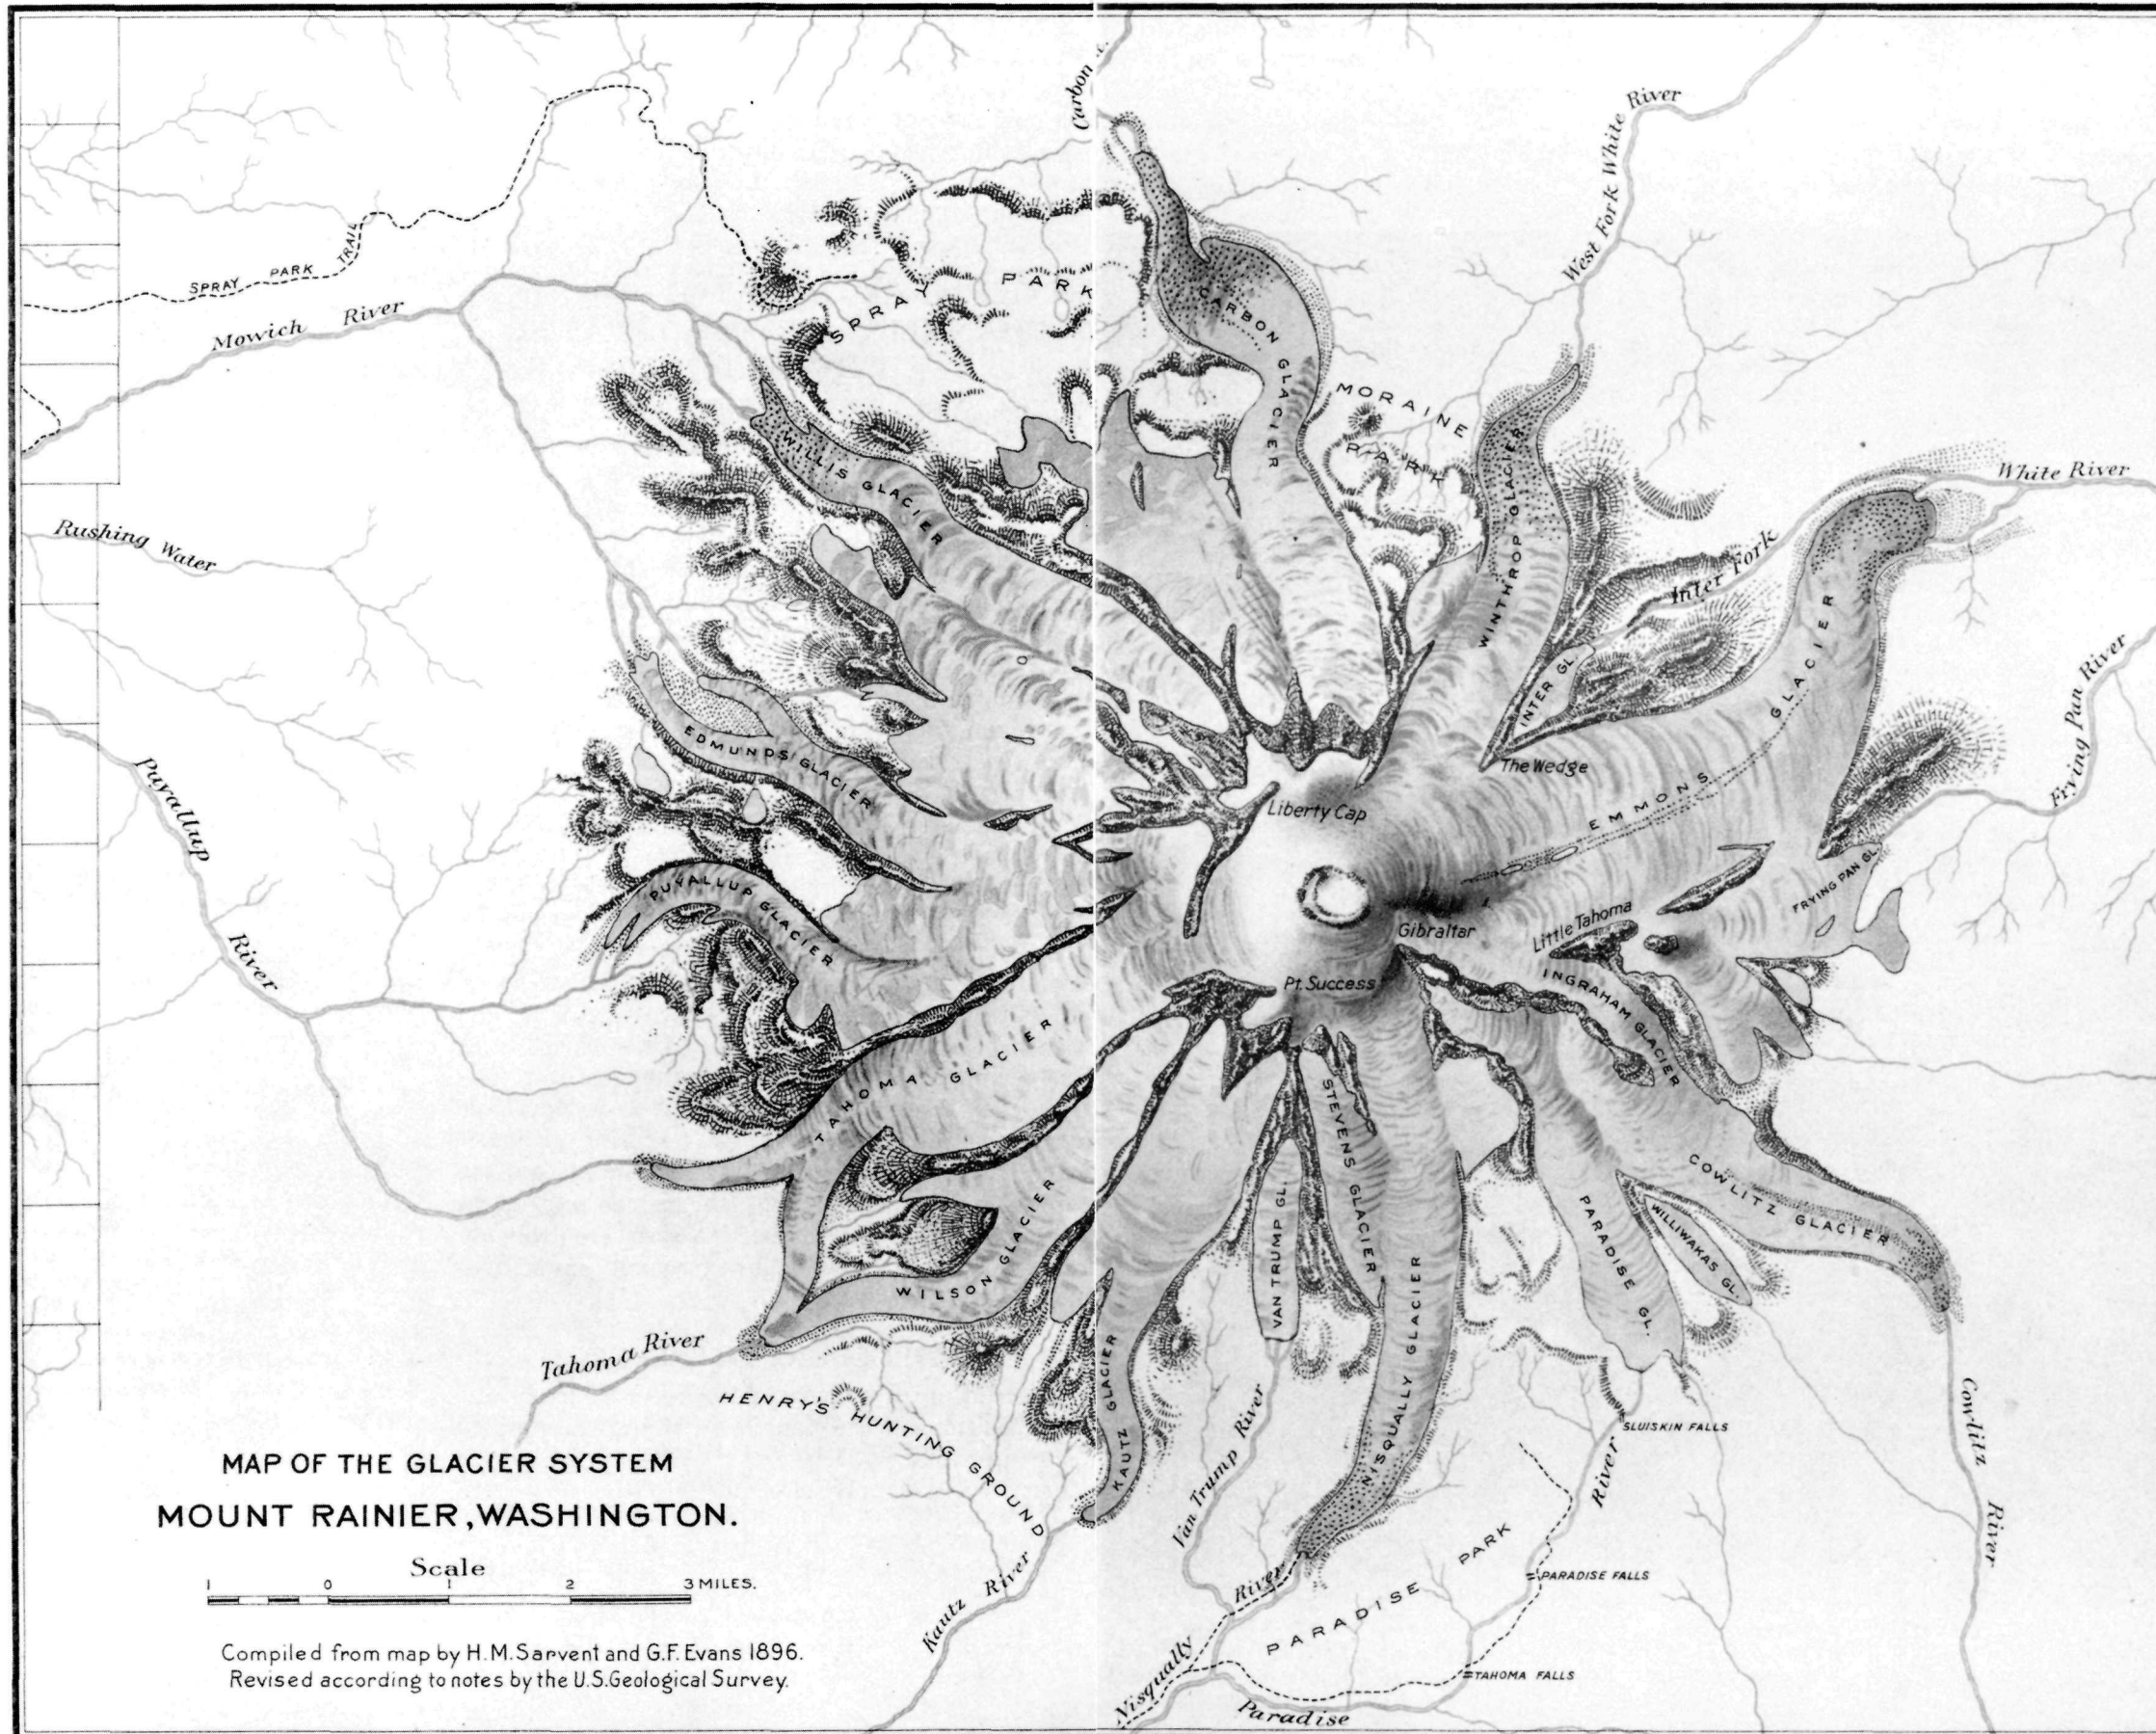 Carbon
River
West Fork White
SPRAY PARK TRAIL
Mowich River
SPRAY PARK
CARBON GLACIER
MORAINE
PARK
WILLIS GLACIER
WINTHROP GLACIER
White River
Rushing Water
Inter Fork
INTER GL.
EDMUNDS GLACIER
The Wedge
EMMONS GLACIER
Frying Pan River
Liberty Cap
Puyallup River
PUYALLUP GLACIER
FRYING PAN GL.
Gibraltar
Little Tahoma
Pt. Success
INGRAHAM GLACIER
TAHOMA GLACIER
STEVENS GLACIER
COWLITZ GLACIER
WILSON GLACIER
VAN TRUMP GL.
PARADISE GL.
WILLIWAKAS GL.
Tahoma River
KAUTZ GLACIER
NISQUALLY GLACIER
HENRY'S HUNTING GROUND
Van Trump River
SLUISKIN FALLS
River
Cowlitz River
MAP OF THE GLACIER SYSTEM
MOUNT RAINIER, WASHINGTON.
Scale
1 0 1 2 3 MILES.
Kautz River
PARADISE PARK
PARADISE FALLS
Nisqually River
TAHOMA FALLS
Paradise
Compiled from map by H.M.Sarvent and G.F. Evans 1896.
Revised according to notes by the U.S.Geological Survey.